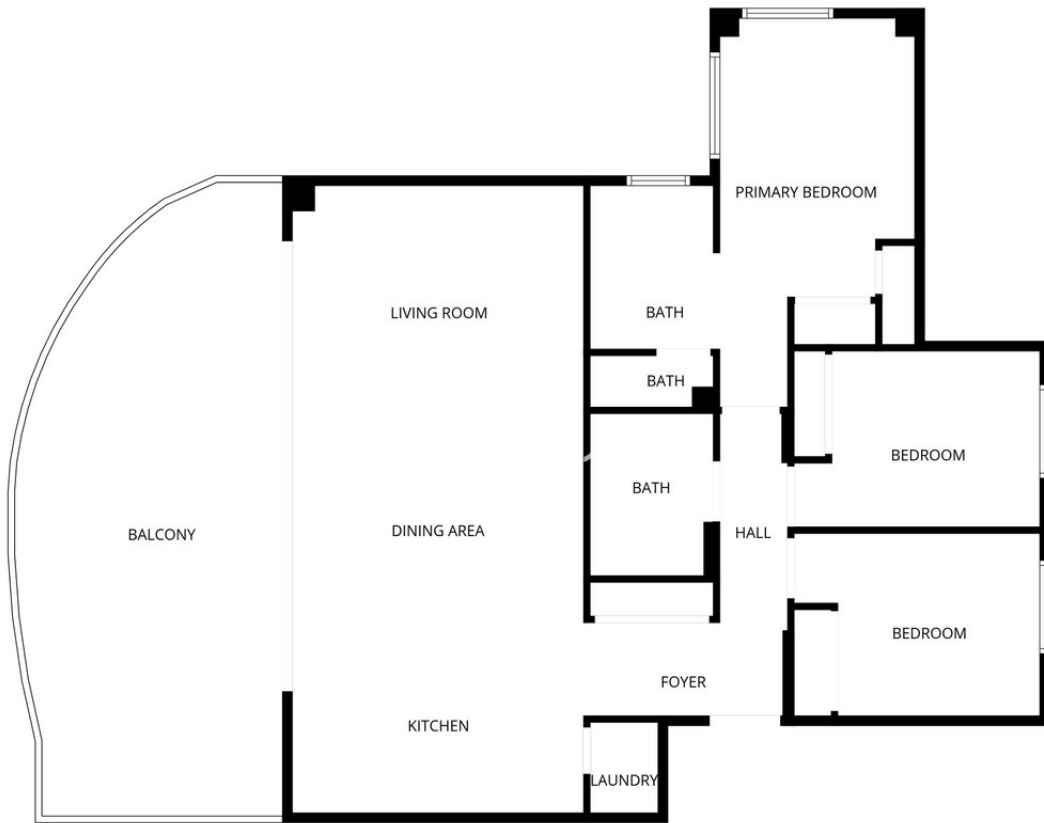 PRIMARY BEDROOM
LIVING ROOM
BATH
BATH
BEDROOM
BATH
BALCONY
DINING AREA
HALL
BEDROOM
FOYER
KITCHEN
LAUNDRY